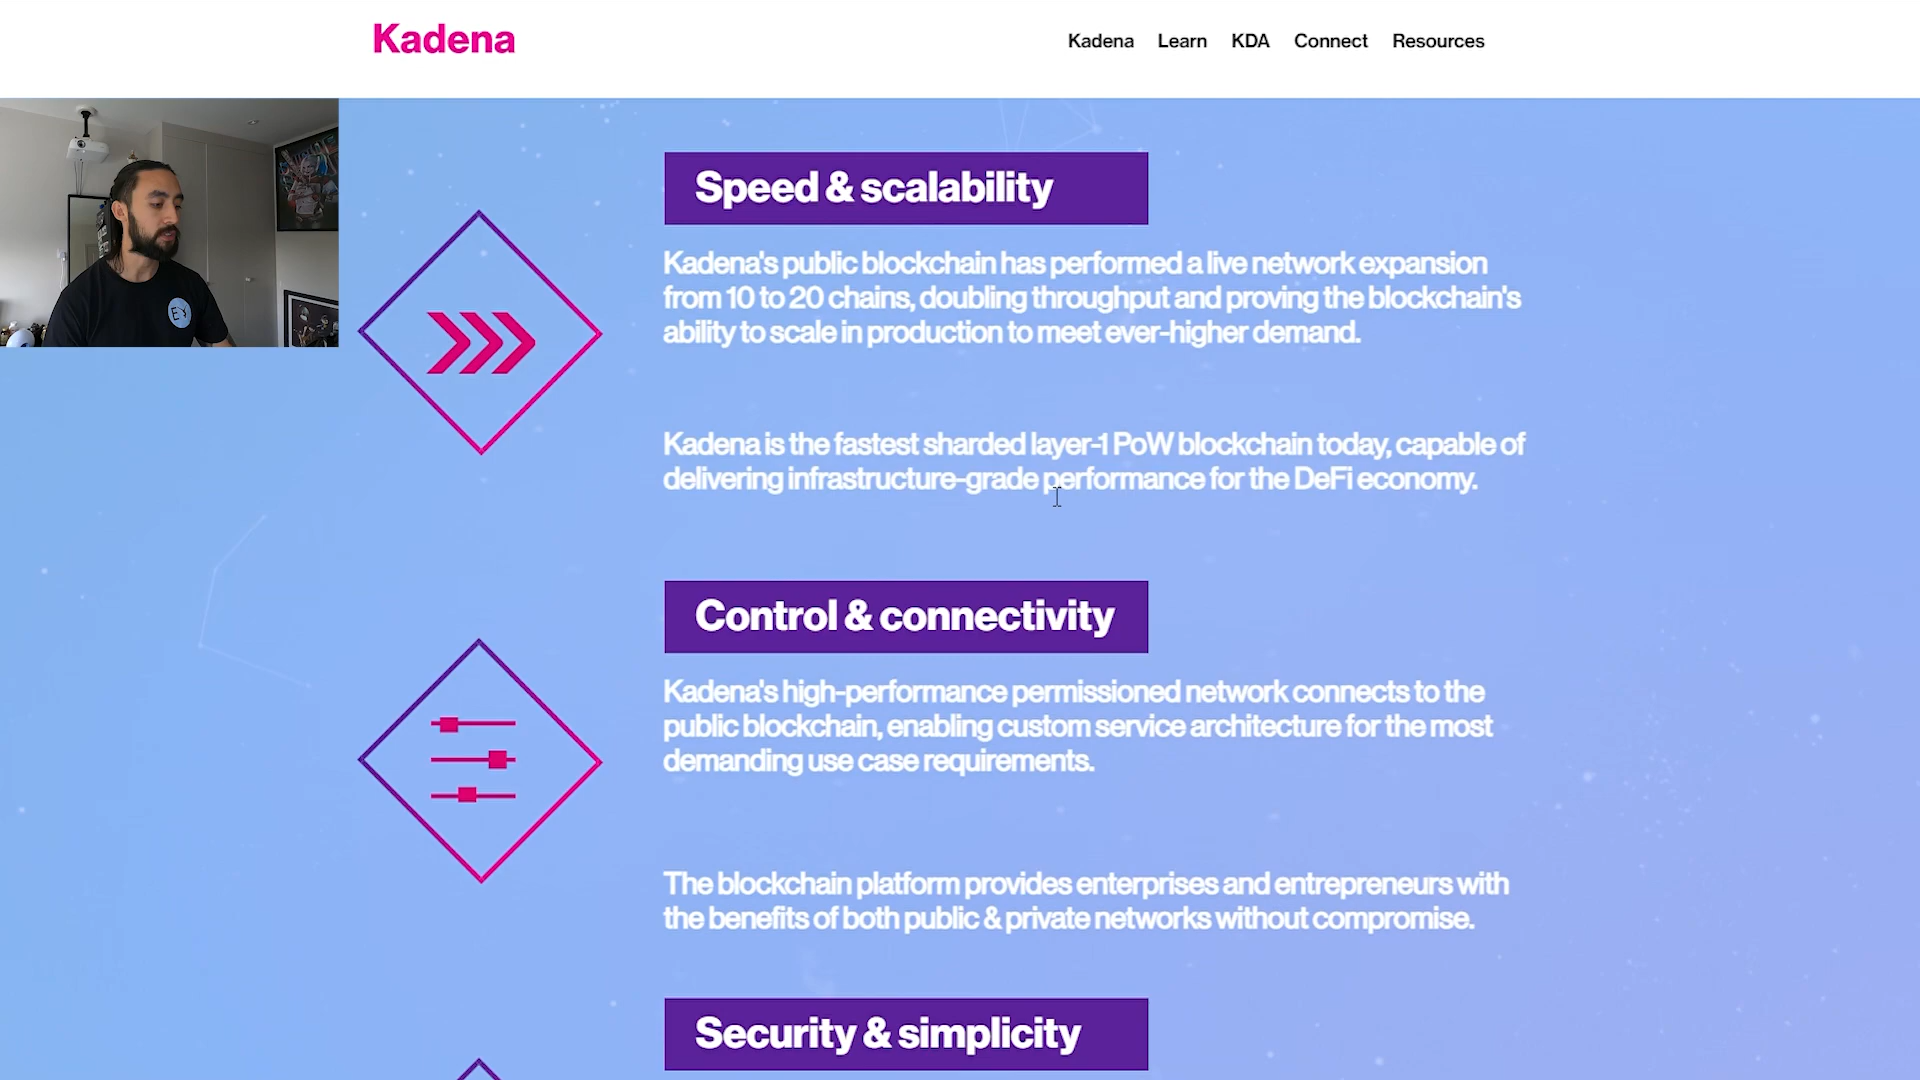 Kadena
Kadena Learn KDA Connect Resources
Speed & scalability
Kadena's public blockchain has performed a live network expansion
from 10 to 20 chains, doubling throughput and proving the blockchain's
ability to scale in production to meet ever-higher demand.
Kadena is the fastest sharded layer-1 PoW blockchain today, capable of
delivering infrastructure-grade performance for the DeFi economy.
Control & connectivity
Kadena's high-performance permissioned network connects to the
public blockchain, enabling custom service architecture for the most
demanding use case requirements.
The blockchain platform provides enterprises and entrepreneurs with
the benefits of both public & private networks without compromise.
Security & simplicity